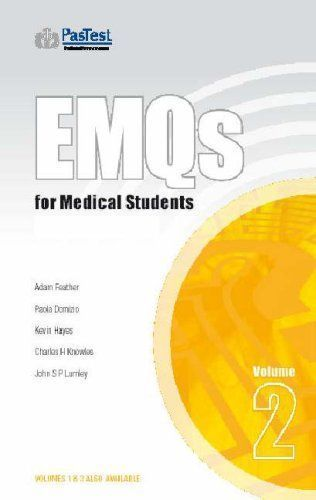 PasTest
EMQs
for Medical Students
Adam Feather
Paola Domizio
Kevin Hayes
Charles H Knowles
John S P Lumley
Volume
2
VOLUMES 1 & 3 ALSO AVAILABLE